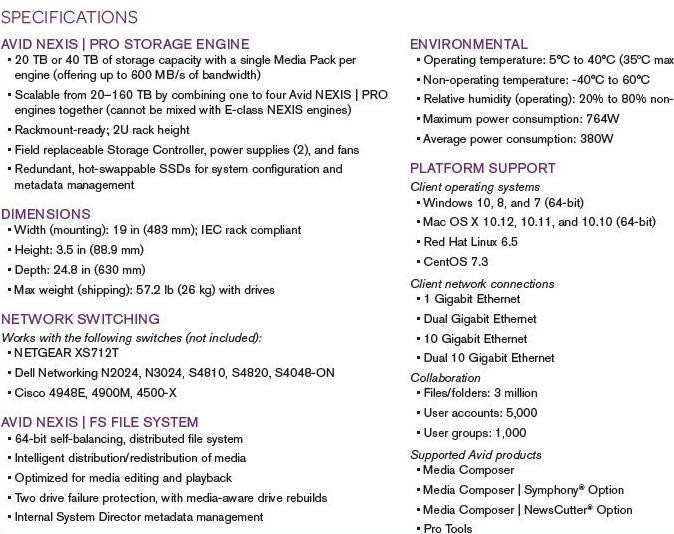 SPECIFICATIONS
AVID NEXIS | PRO STORAGE ENGINE
▪ 20 TB or 40 TB of storage capacity with a single Media Pack per
engine (offering up to 600 MB/s of bandwidth)
▪ Scalable from 20–160 TB by combining one to four Avid NEXIS | PRO
engines together (cannot be mixed with E-class NEXIS engines)
▪ Rackmount-ready; 2U rack height
▪ Field replaceable Storage Controller, power supplies (2), and fans
▪ Redundant, hot-swappable SSDs for system configuration and
metadata management
DIMENSIONS
▪ Width (mounting): 19 in (483 mm); IEC rack compliant
▪ Height: 3.5 in (88.9 mm)
▪ Depth: 24.8 in (630 mm)
▪ Max weight (shipping): 57.2 lb (26 kg) with drives
NETWORK SWITCHING
Works with the following switches (not included):
▪ NETGEAR XS712T
▪ Dell Networking N2024, N3024, S4810, S4820, S4048-ON
▪ Cisco 4948E, 4900M, 4500-X
AVID NEXIS | FS FILE SYSTEM
▪ 64-bit self-balancing, distributed file system
▪ Intelligent distribution/redistribution of media
▪ Optimized for media editing and playback
▪ Two drive failure protection, with media-aware drive rebuilds
▪ Internal System Director metadata management
ENVIRONMENTAL
▪ Operating temperature: 5°C to 40°C (35°C max
▪ Non-operating temperature: -40°C to 60°C
▪ Relative humidity (operating): 20% to 80% non-
▪ Maximum power consumption: 764W
▪ Average power consumption: 380W
PLATFORM SUPPORT
Client operating systems
▪ Windows 10, 8, and 7 (64-bit)
▪ Mac OS X 10.12, 10.11, and 10.10 (64-bit)
▪ Red Hat Linux 6.5
▪ CentOS 7.3
Client network connections
▪ 1 Gigabit Ethernet
▪ Dual Gigabit Ethernet
▪ 10 Gigabit Ethernet
▪ Dual 10 Gigabit Ethernet
Collaboration
▪ Files/folders: 3 million
▪ User accounts: 5,000
▪ User groups: 1,000
Supported Avid products
▪ Media Composer
▪ Media Composer | Symphony® Option
▪ Media Composer | NewsCutter® Option
▪ Pro Tools